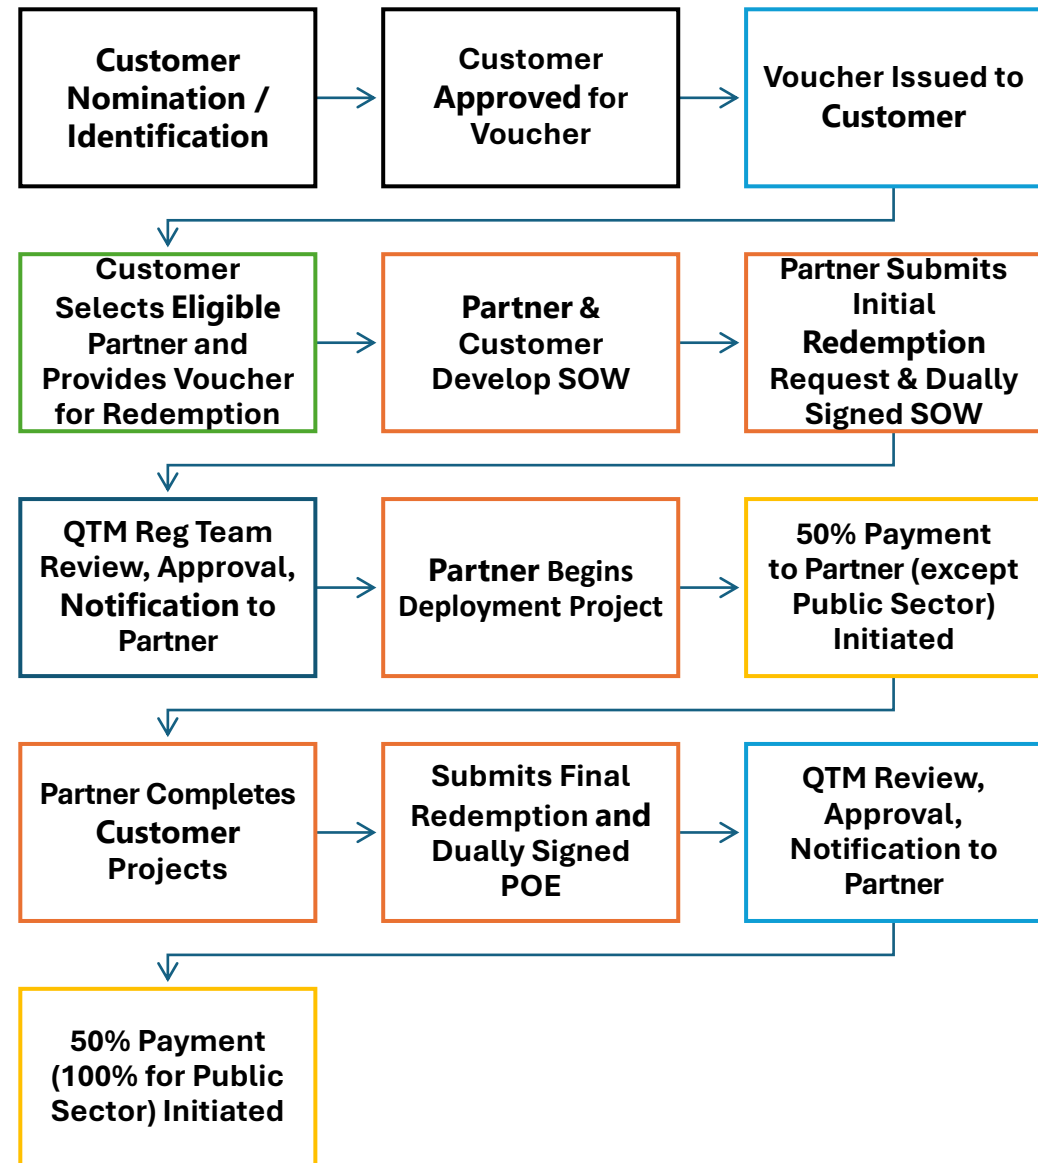 Customer
Nomination /
Identification
Customer
Approved for
Voucher
Voucher Issued to
Customer
Customer
Selects Eligible
Partner and
Provides Voucher
for Redemption
Partner &
Customer
Develop SOW
Partner Submits
Initial
Redemption
Request & Dually
Signed SOW
QTM Reg Team
Review, Approval,
Notification to
Partner
Partner Begins
Deployment Project
50% Payment
to Partner (except
Public Sector)
Initiated
Partner Completes
Customer
Projects
Submits Final
Redemption and
Dually Signed
POE
QTM Review,
Approval,
Notification to
Partner
50% Payment
(100% for Public
Sector) Initiated